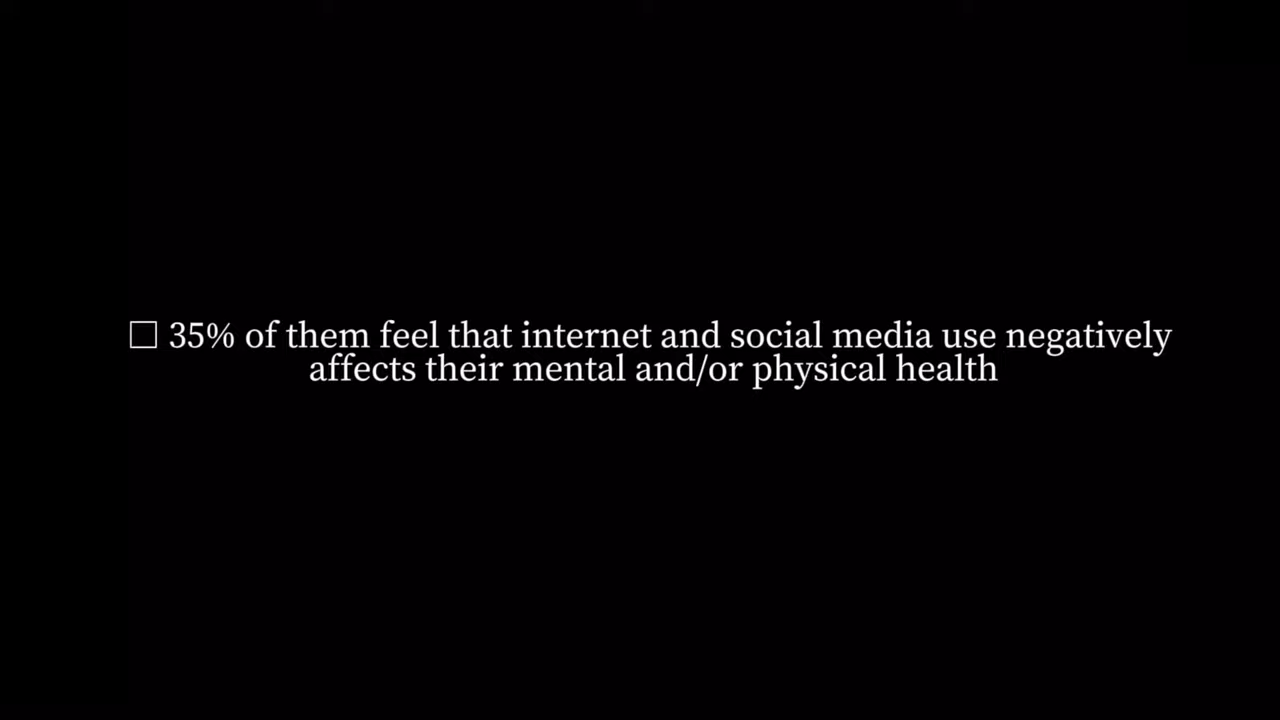 ☐ 35% of them feel that internet and social media use negatively
affects their mental and/or physical health